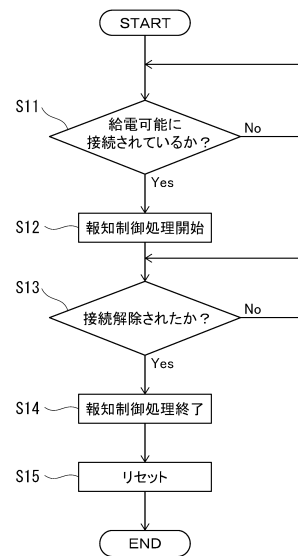 START
S11
給電可能に
接続されているか？
No
Yes
S12
報知制御処理開始
S13
接続解除されたか？
No
Yes
S14
報知制御処理終了
S15
リセット
END